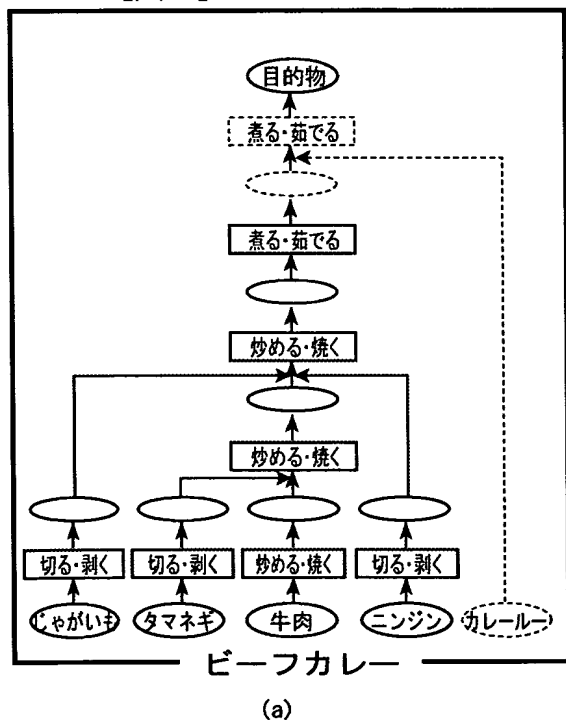 目的物
煮る・茹でる
煮る・茹でる
炒める・焼く
炒める・焼く
切る・剥く 切る・剥く 炒める・焼く 切る・剥く
じゃがいも タマネギ 牛肉 ニンジン カレールー
ビーフカレー
(a)